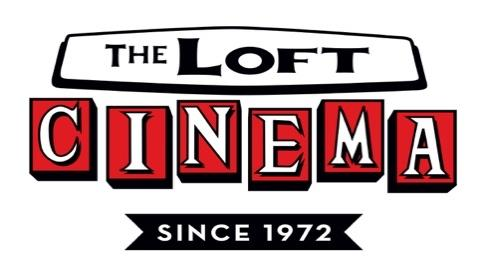 THE LOFT
CINEMA
SINCE 1972